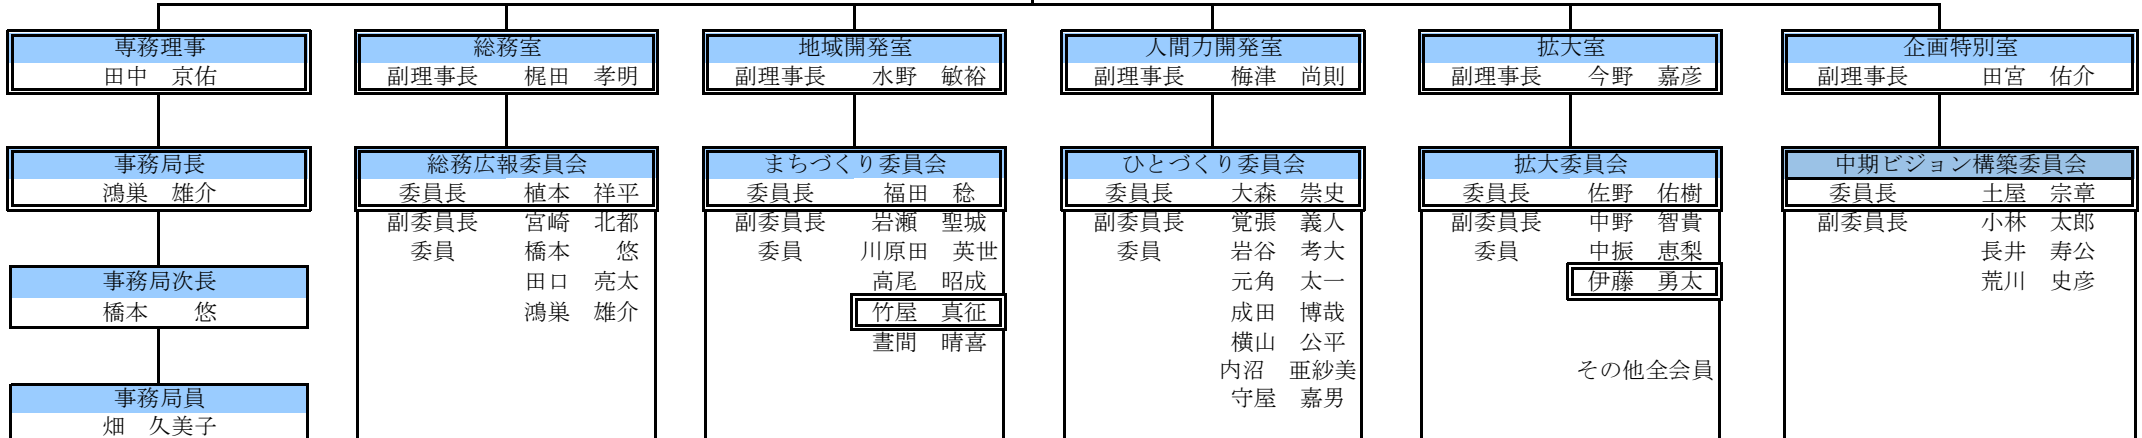 専務理事
田中 京佑
事務局長
鴻巣 雄介
事務局次長
橋本 悠
事務局員
畑 久美子
総務室
副理事長 梶田 孝明
総務広報委員会
委員長 植本 祥平
副委員長 宮崎 北都
委員 橋本 悠
田口 亮太
鴻巣 雄介
地域開発室
副理事長 水野 敏裕
まちづくり委員会
委員長 福田 稔
副委員長 岩瀬 聖城
委員 川原田 英世
高尾 昭成
竹屋 真征
晝間 晴喜
人間力開発室
副理事長 梅津 尚則
ひとづくり委員会
委員長 大森 崇史
副委員長 覚張 義人
委員 岩谷 考大
元角 太一
成田 博哉
横山 公平
内沼 亜紗美
守屋 嘉男
拡大室
副理事長 今野 嘉彦
拡大委員会
委員長 佐野 佑樹
副委員長 中野 智貴
委員 中振 恵梨
伊藤 勇太
その他全会員
企画特別室
副理事長 田宮 佑介
中期ビジョン構築委員会
委員長 土屋 宗章
副委員長 小林 太郎
長井 寿公
荒川 史彦